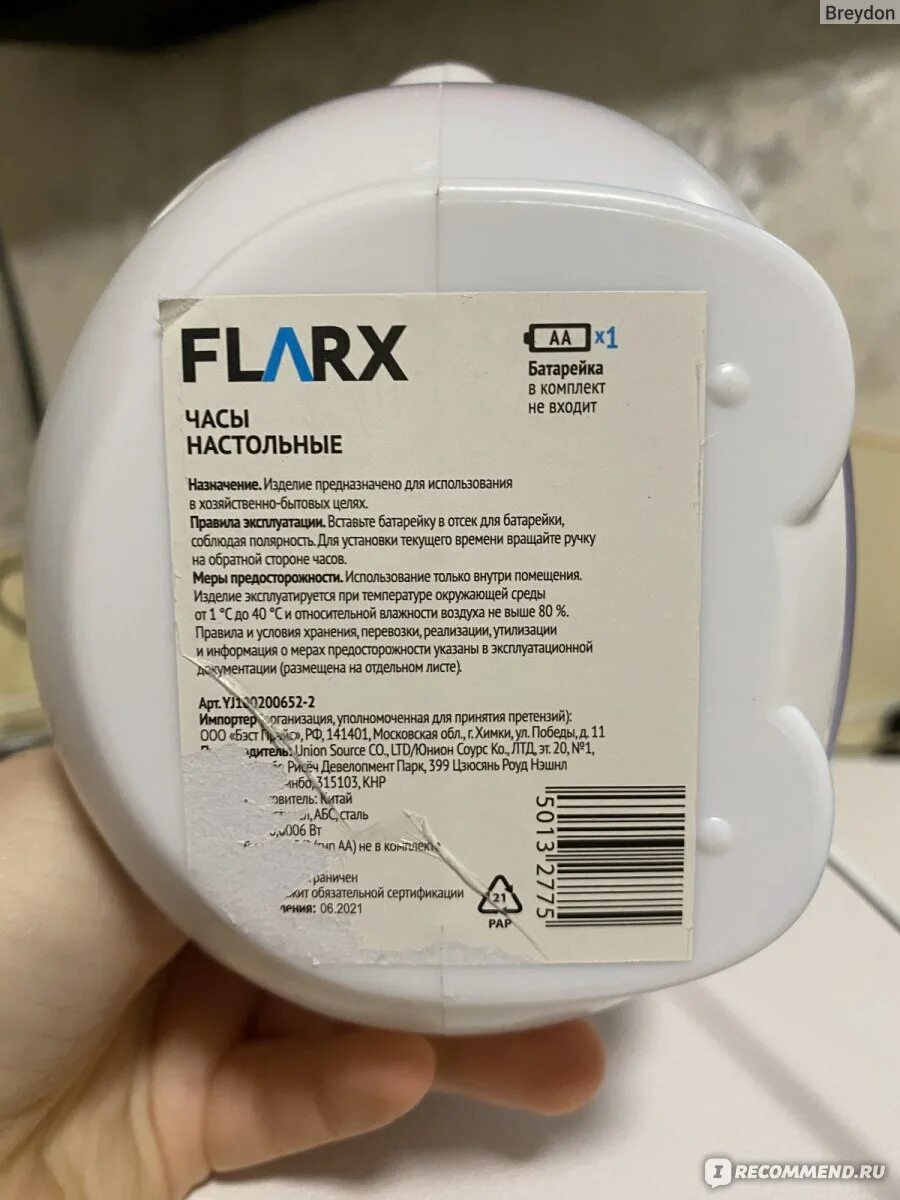 Breydon
FLARX
AA x1
Батарейка
в комплект
не входит
ЧАСЫ
НАСТОЛЬНЫЕ
Назначение. Изделие предназначено для использования
в хозяйственно-бытовых целях.
Правила эксплуатации. Вставьте батарейку в отсек для батарейки,
соблюдая полярность. Для установки текущего времени вращайте ручку
на обратной стороне часов.
Меры предосторожности. Использование только внутри помещения.
Изделие эксплуатируется при температуре окружающей среды
от 1 °C до 40 °C и относительной влажности воздуха не выше 80 %.
Правила и условия хранения, перевозки, реализации, утилизации
и информация о мерах предосторожности указаны в эксплуатационной
документации (размещена на отдельном листе).
Арт. YJ190200652-2
Импортер (организация, уполномоченная для принятия претензий):
ООО «Бэст Прайс», РФ, 141401, Московская обл., г. Химки, ул. Победы, д. 11
Union Source CO., LTD/Юнион Соурс Ко., ЛТД, эт. 20, №1,
Рисёч Девелопмент Парк, 399 Цзюсянь Роуд Нэшнл
315103, КНР
Китай
АБС, сталь
Вт
(тип АА) не в комплекте
обязательной сертификации
06.2021
21
PAP
5013 2775
IRECOMMEND.RU